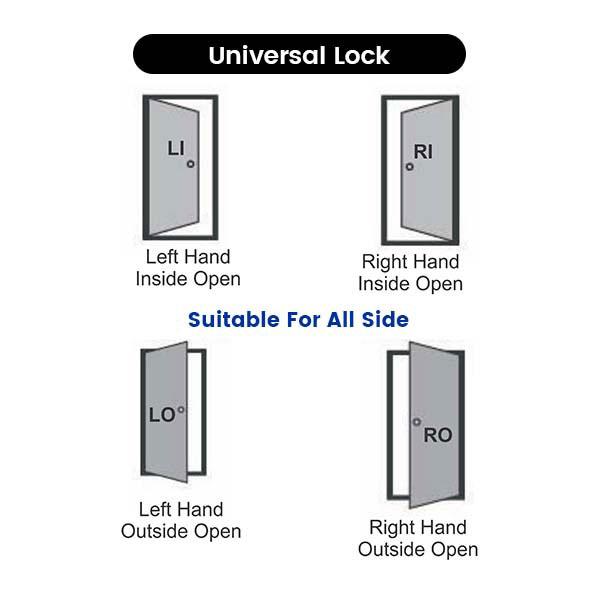 Universal Lock
LI
RI
Left Hand
Inside Open
Right Hand
Inside Open
Suitable For All Side
LO
RO
Left Hand
Outside Open
Right Hand
Outside Open